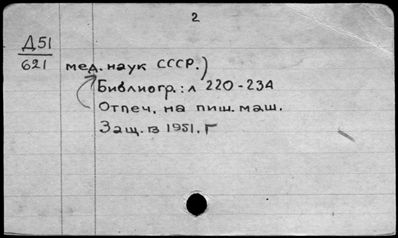 2
Д51
621
мед. наук СССР.)
Библиогр.: л 220-234
Отпеч. на пиш. маш.
Защ. в 1951. г